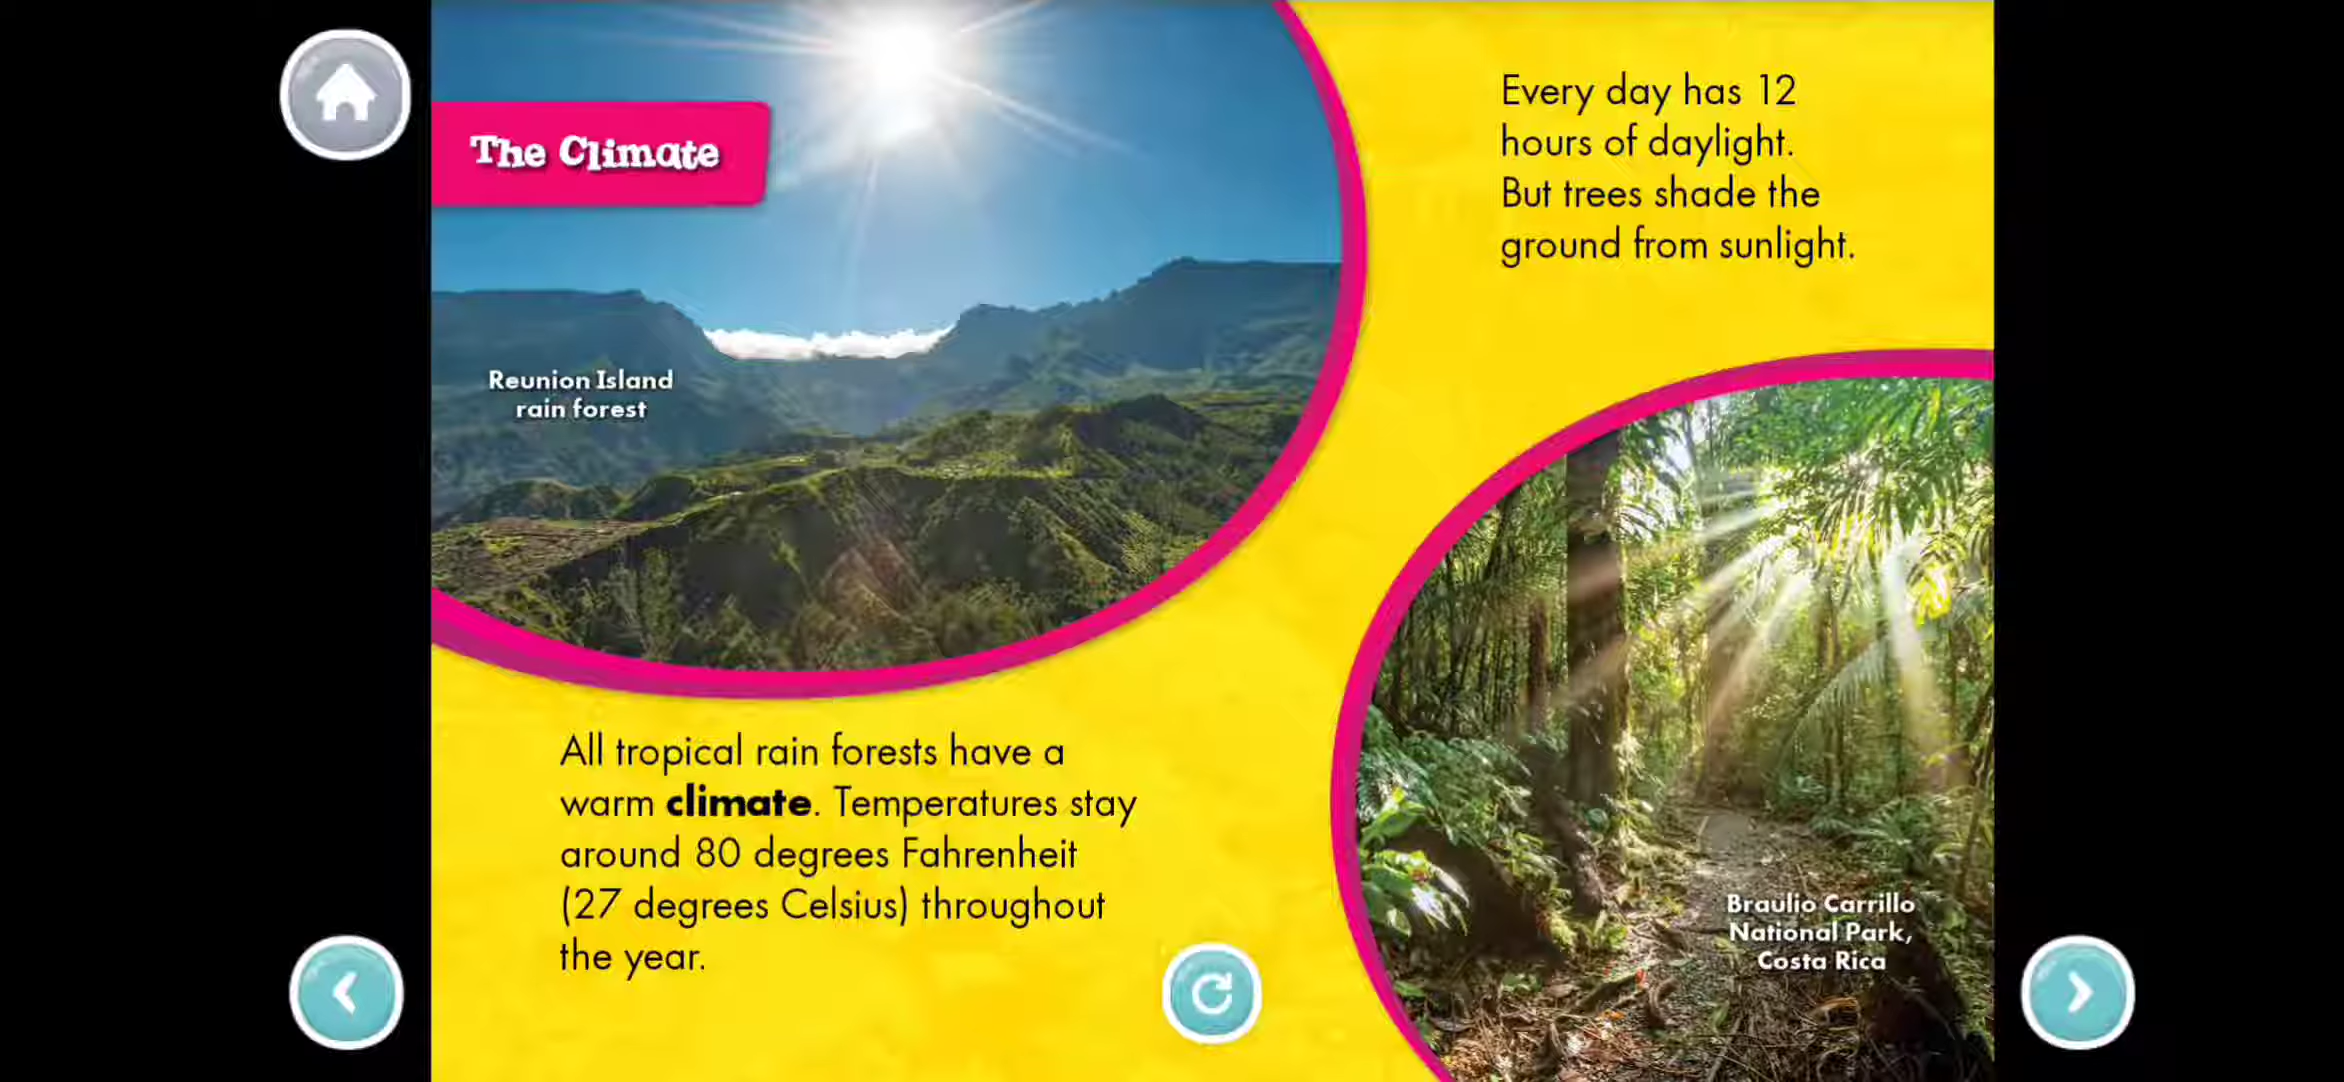 The Climate
Reunion Island
rain forest
All tropical rain forests have a
warm climate. Temperatures stay
around 80 degrees Fahrenheit
(27 degrees Celsius) throughout
the year.
Every day has 12
hours of daylight.
But trees shade the
ground from sunlight.
Braulio Carrillo
National Park,
Costa Rica